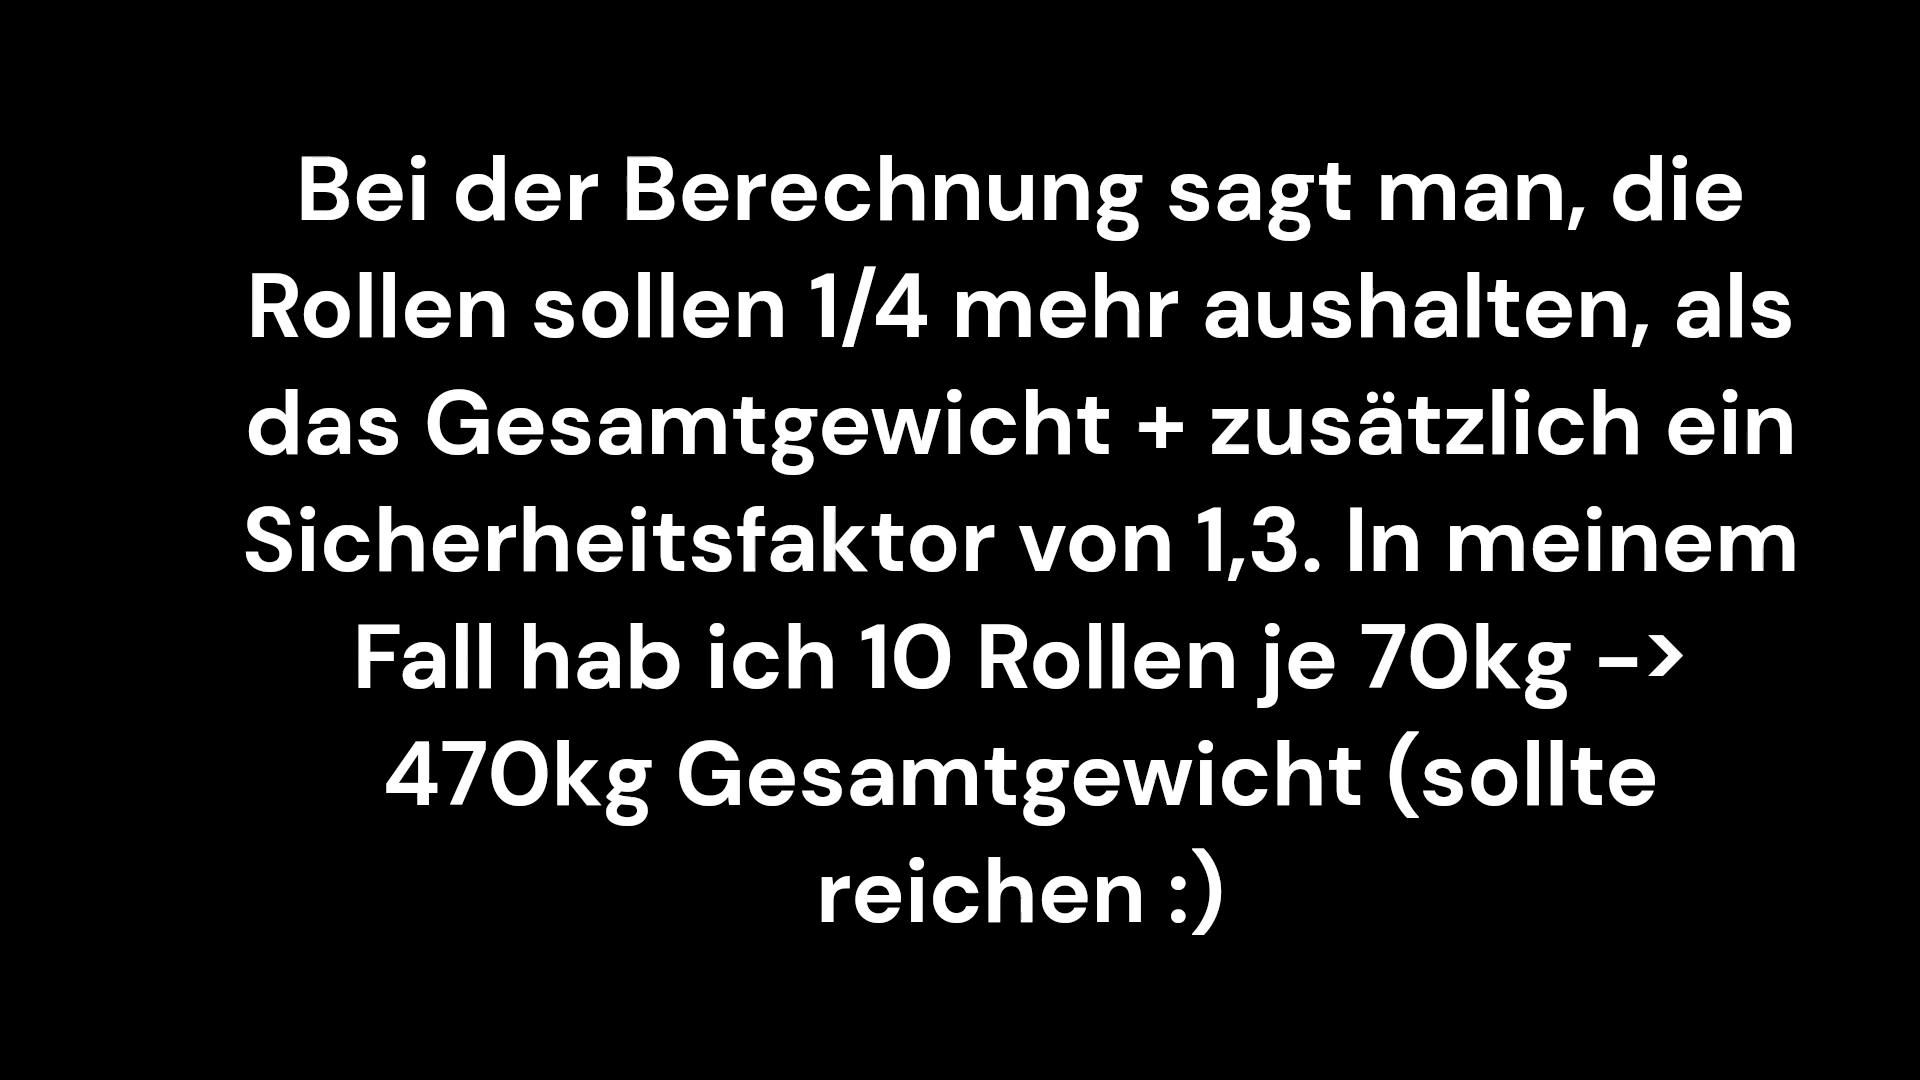 Bei der Berechnung sagt man, die
Rollen sollen 1/4 mehr aushalten, als
das Gesamtgewicht + zusätzlich ein
Sicherheitsfaktor von 1,3. In meinem
Fall hab ich 10 Rollen je 70kg ->
470kg Gesamtgewicht (sollte
reichen :)